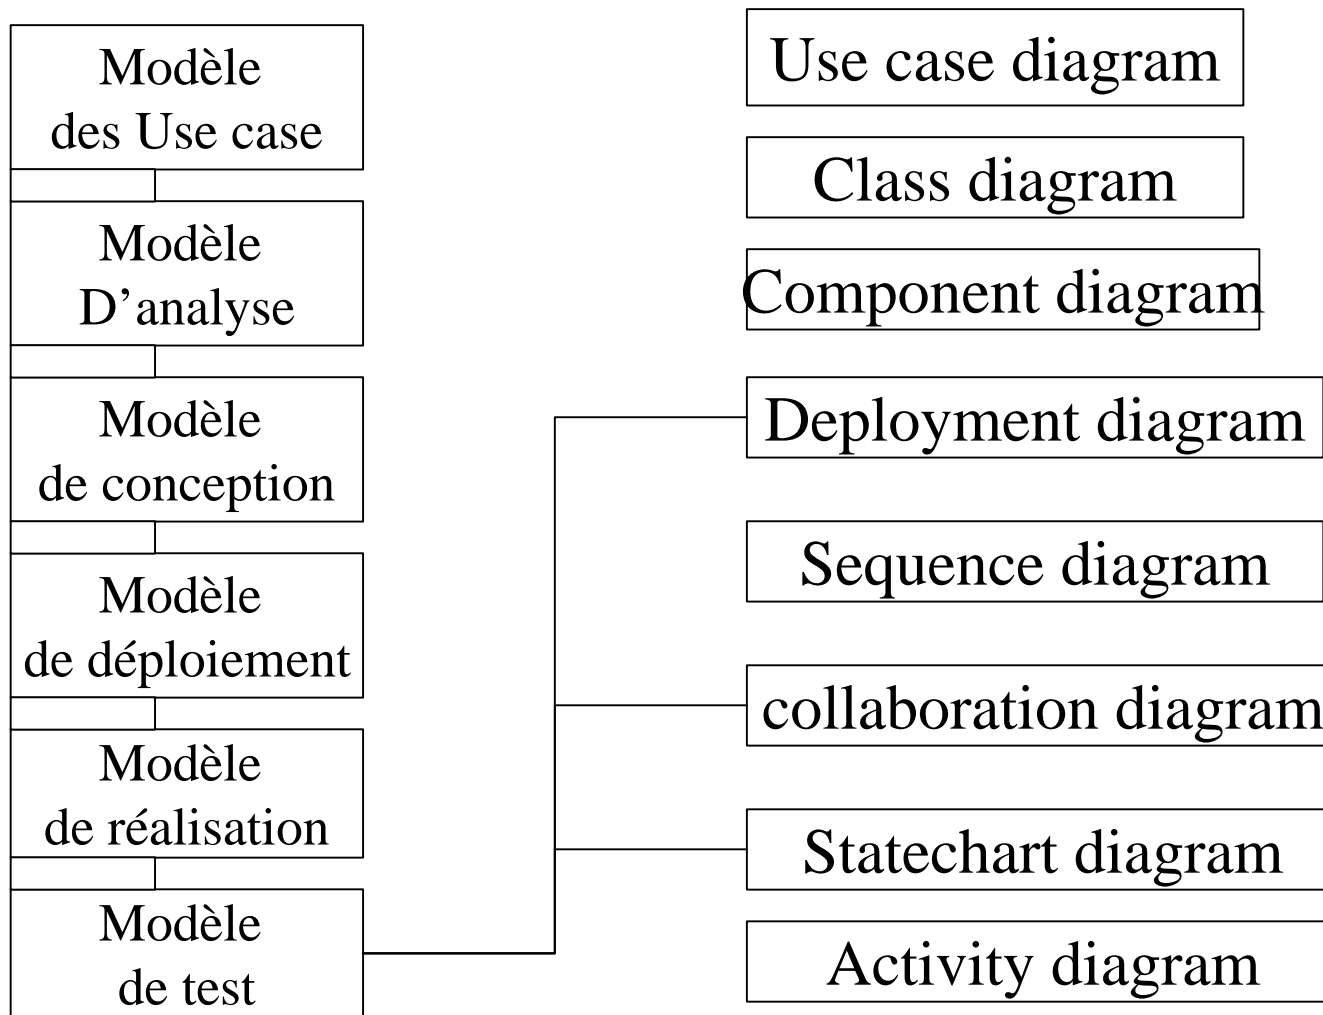 Modèle
des Use case
Modèle
D’analyse
Modèle
de conception
Modèle
de déploiement
Modèle
de réalisation
Modèle
de test
Use case diagram
Class diagram
Component diagram
Deployment diagram
Sequence diagram
collaboration diagram
Statechart diagram
Activity diagram